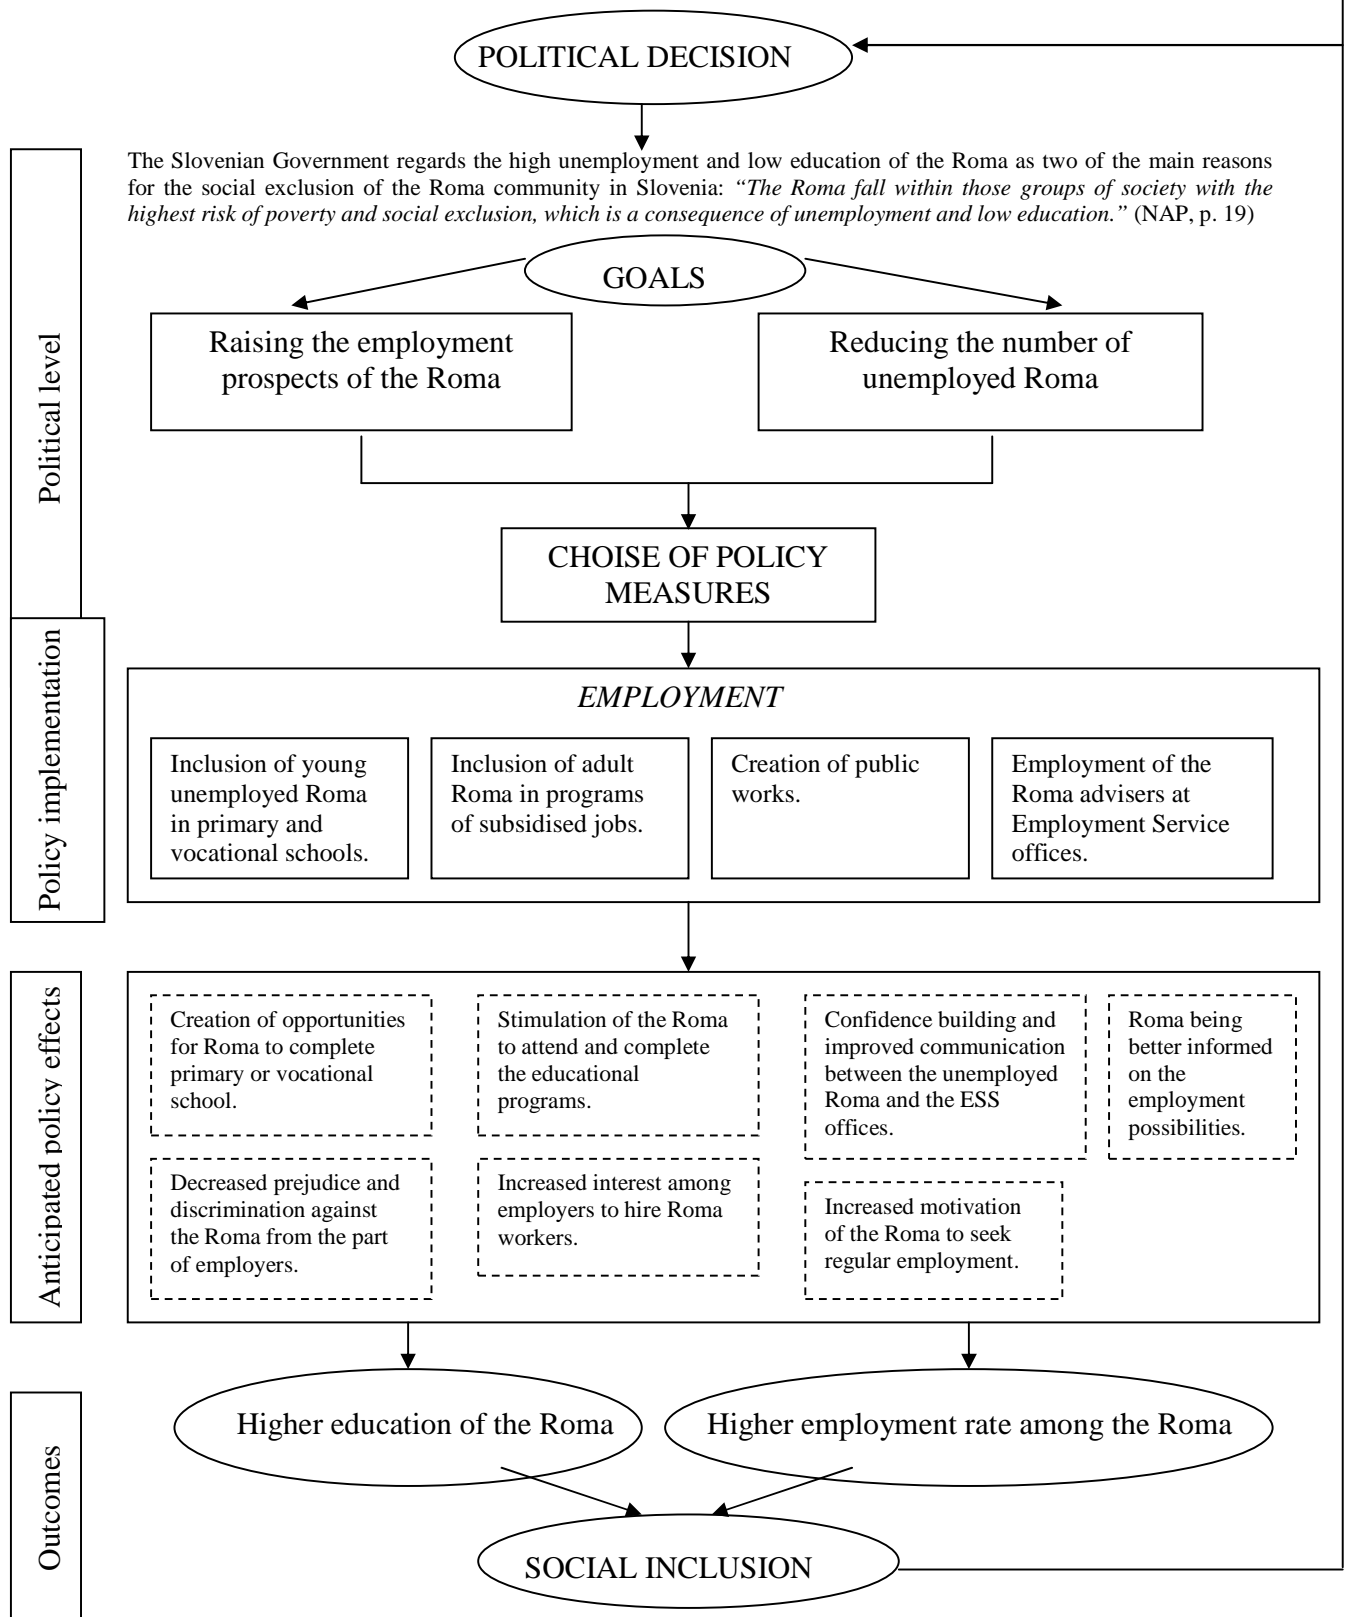 POLITICAL DECISION
Political level
The Slovenian Government regards the high unemployment and low education of the Roma as two of the main reasons
for the social exclusion of the Roma community in Slovenia: “The Roma fall within those groups of society with the
highest risk of poverty and social exclusion, which is a consequence of unemployment and low education.” (NAP, p. 19)
GOALS
Raising the employment
prospects of the Roma
Reducing the number of
unemployed Roma
CHOISE OF POLICY
MEASURES
Policy implementation
EMPLOYMENT
Inclusion of young
unemployed Roma
in primary and
vocational schools.
Inclusion of adult
Roma in programs
of subsidised jobs.
Creation of public
works.
Employment of the
Roma advisers at
Employment Service
offices.
Anticipated policy effects
Creation of opportunities
for Roma to complete
primary or vocational
school.
Stimulation of the Roma
to attend and complete
the educational
programs.
Confidence building and
improved communication
between the unemployed
Roma and the ESS
offices.
Roma being
better informed
on the
employment
possibilities.
Decreased prejudice and
discrimination against
the Roma from the part
of employers.
Increased interest among
employers to hire Roma
workers.
Increased motivation
of the Roma to seek
regular employment.
Outcomes
Higher education of the Roma
Higher employment rate among the Roma
SOCIAL INCLUSION